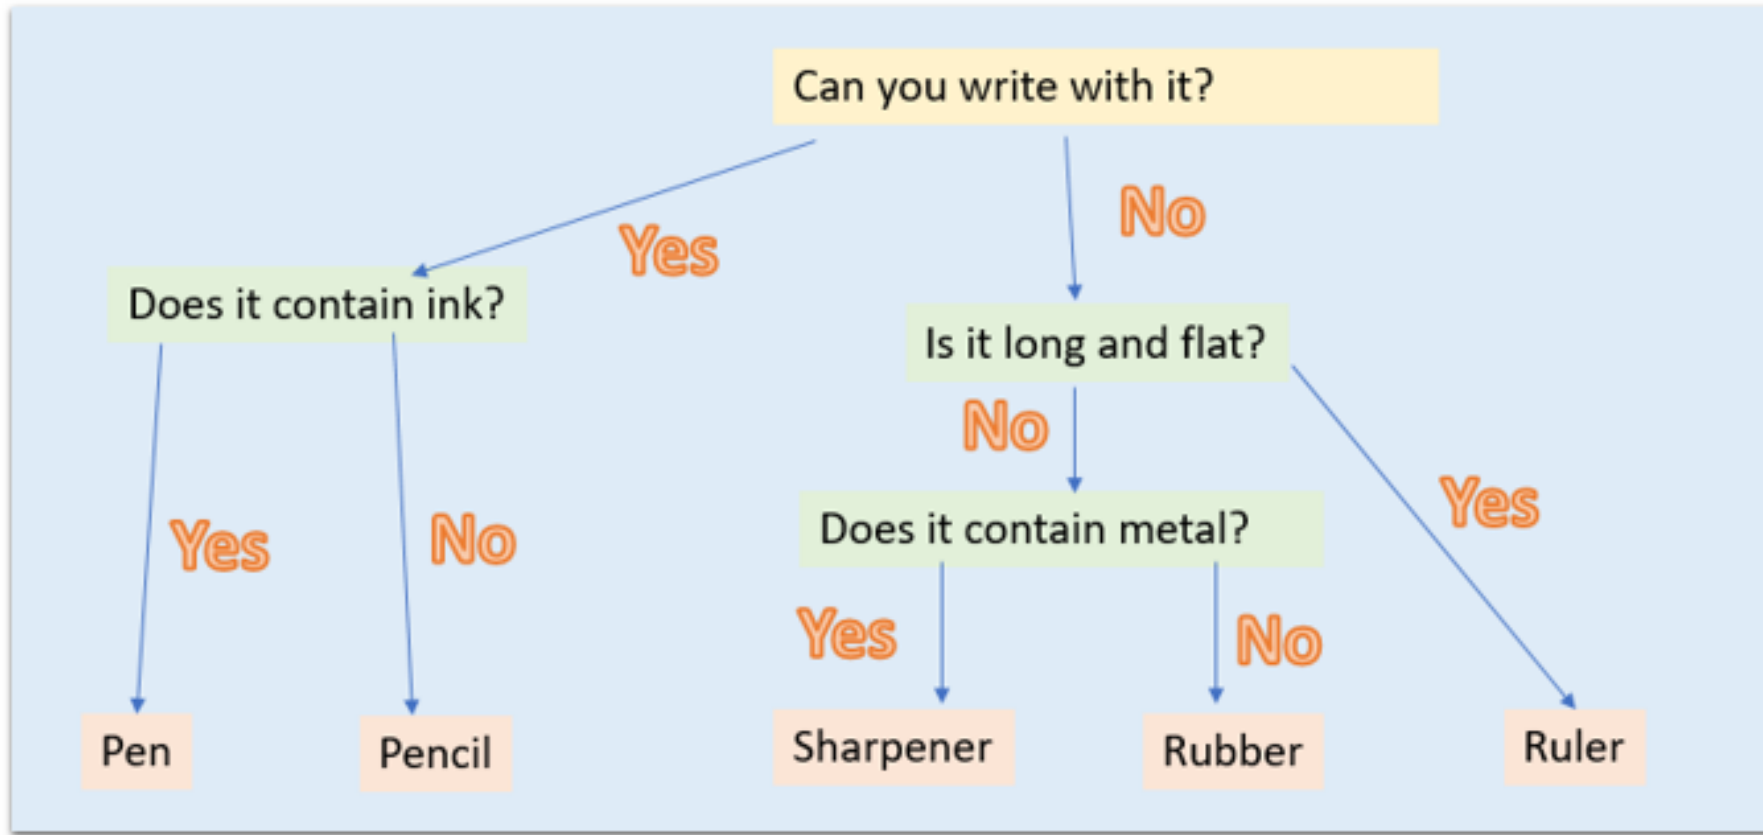 Can you write with it?
Yes
No
Does it contain ink?
Is it long and flat?
No
Yes
Does it contain metal?
Yes
No
Yes
No
Pen
Pencil
Sharpener
Rubber
Ruler